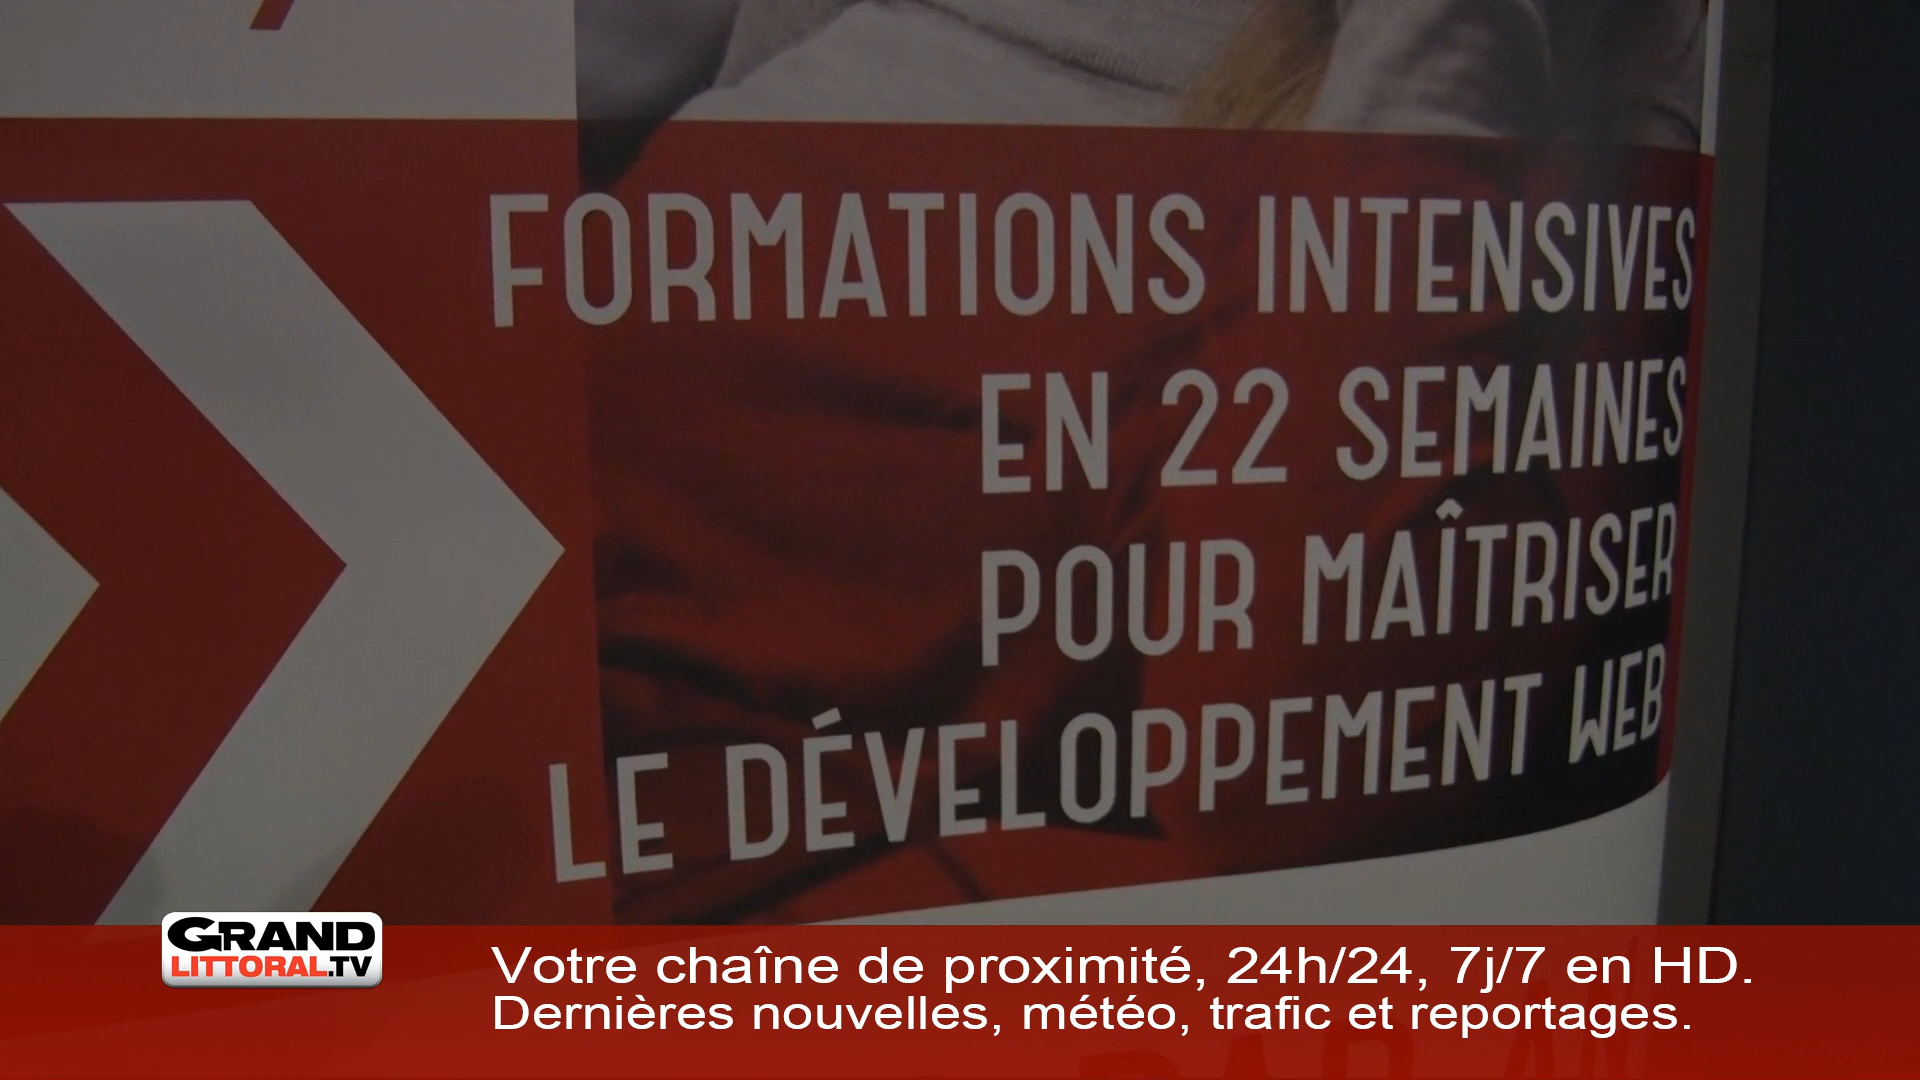 FORMATIONS INTENSIVES
EN 22 SEMAINES
POUR MAÎTRISER
LE DÉVELOPPEMENT WEB
GRAND
LITTORAL.TV
Votre chaîne de proximité, 24h/24, 7j/7 en HD.
Dernières nouvelles, météo, trafic et reportages.